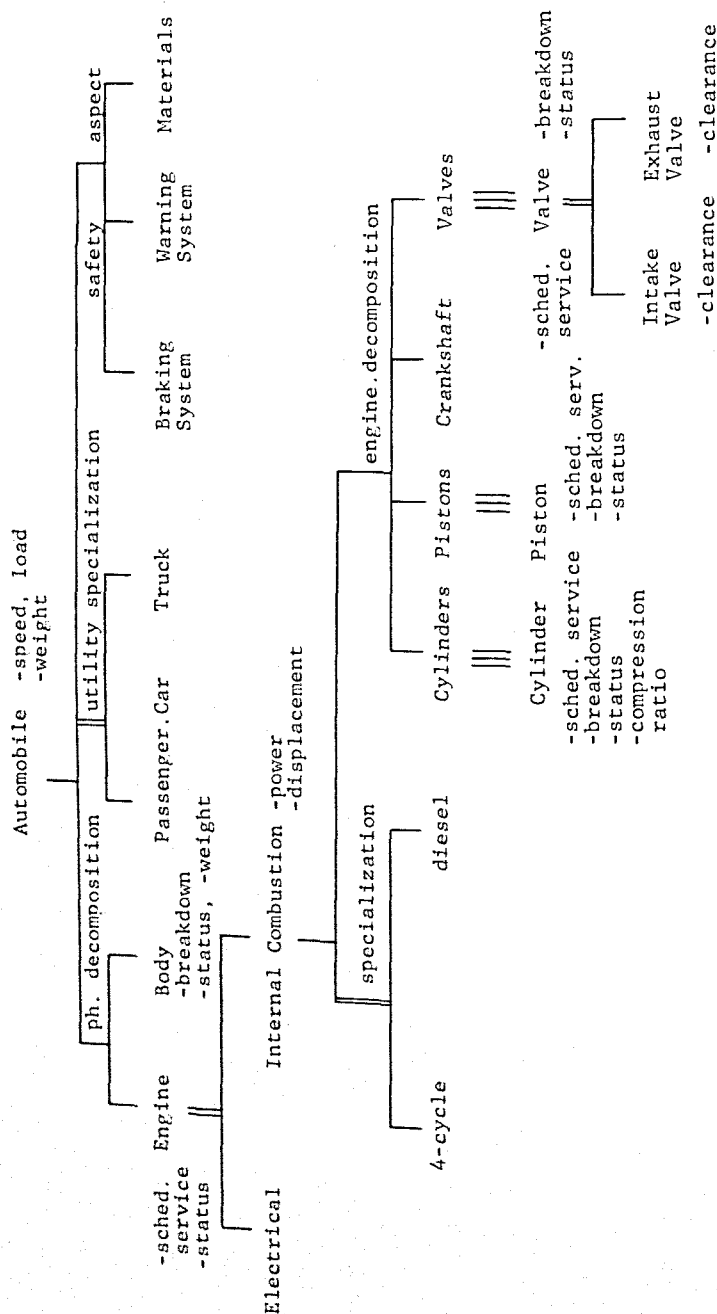 Automobile -speed, load
-weight
ph. decomposition
utility specialization
safety aspect
Engine
-sched.
service
-status
Body
-breakdown
-status, -weight
Passenger.Car
Truck
Braking
System
Warning
System
Materials
Electrical
Internal Combustion -power
-displacement
specialization
engine.decomposition
4-cycle
diesel
Cylinders
Pistons
Crankshaft
Valves
Cylinder
-sched. service
-breakdown
-status
-compression
ratio
Piston
-sched. serv.
-breakdown
-status
-sched.
service
Valve
-breakdown
-status
Intake
Valve
-clearance
Exhaust
Valve
-clearance